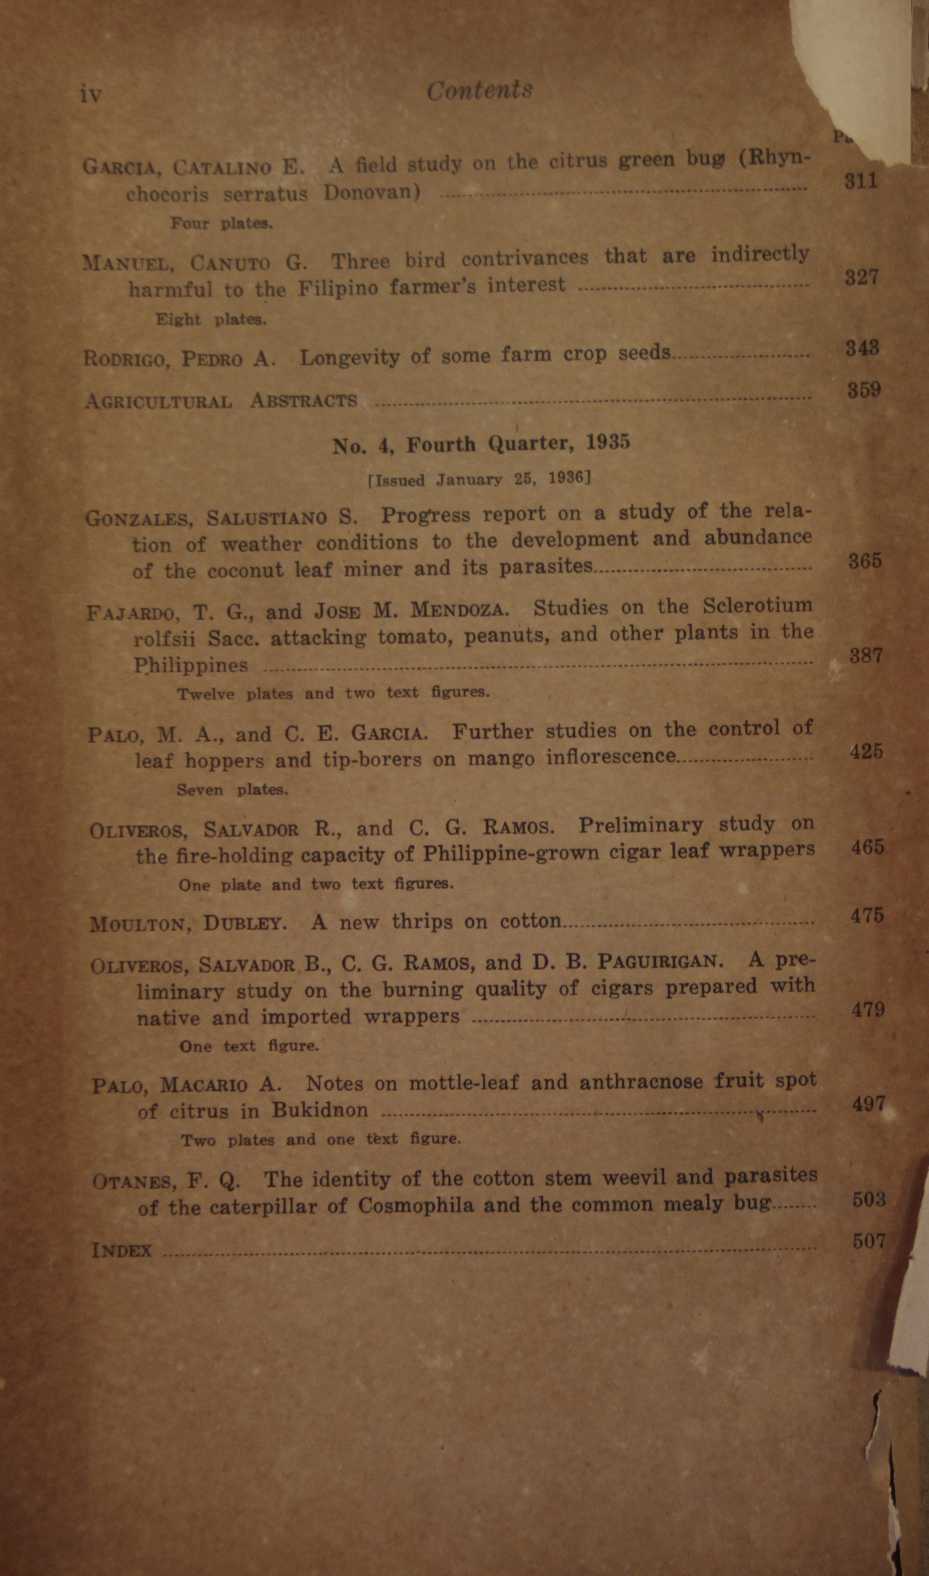 iv Contents
GARCIA, CATALINO E. A field study on the citrus green bug (Rhyn-
chocoris serratus Donovan) 311
Four plates.
MANUEL, CANUTO G. Three bird contrivances that are indirectly
harmful to the Filipino farmer's interest 327
Eight plates.
RODRIGO, PEDRO A. Longevity of some farm crop seeds 343
AGRICULTURAL ABSTRACTS 359
No. 4, Fourth Quarter, 1935
[Issued January 25, 1936]
GONZALES, SALUSTIANO S. Progress report on a study of the rela-
tion of weather conditions to the development and abundance
of the coconut leaf miner and its parasites 365
FAJARDO, T. G., and JOSE M. MENDOZA. Studies on the Sclerotium
rolfsii Sacc. attacking tomato, peanuts, and other plants in the
Philippines 387
Twelve plates and two text figures.
PALO, M. A., and C. E. GARCIA. Further studies on the control of
leaf hoppers and tip-borers on mango inflorescence 425
Seven plates.
OLIVEROS, SALVADOR R., and C. G. RAMOS. Preliminary study on
the fire-holding capacity of Philippine-grown cigar leaf wrappers 465
One plate and two text figures.
MOULTON, DUBLEY. A new thrips on cotton 475
OLIVEROS, SALVADOR B., C. G. RAMOS, and D. B. PAGUIRIGAN. A pre-
liminary study on the burning quality of cigars prepared with
native and imported wrappers 479
One text figure.
PALO, MACARIO A. Notes on mottle-leaf and anthracnose fruit spot
of citrus in Bukidnon 497
Two plates and one text figure.
OTANES, F. Q. The identity of the cotton stem weevil and parasites
of the caterpillar of Cosmophila and the common mealy bug 503
INDEX 507